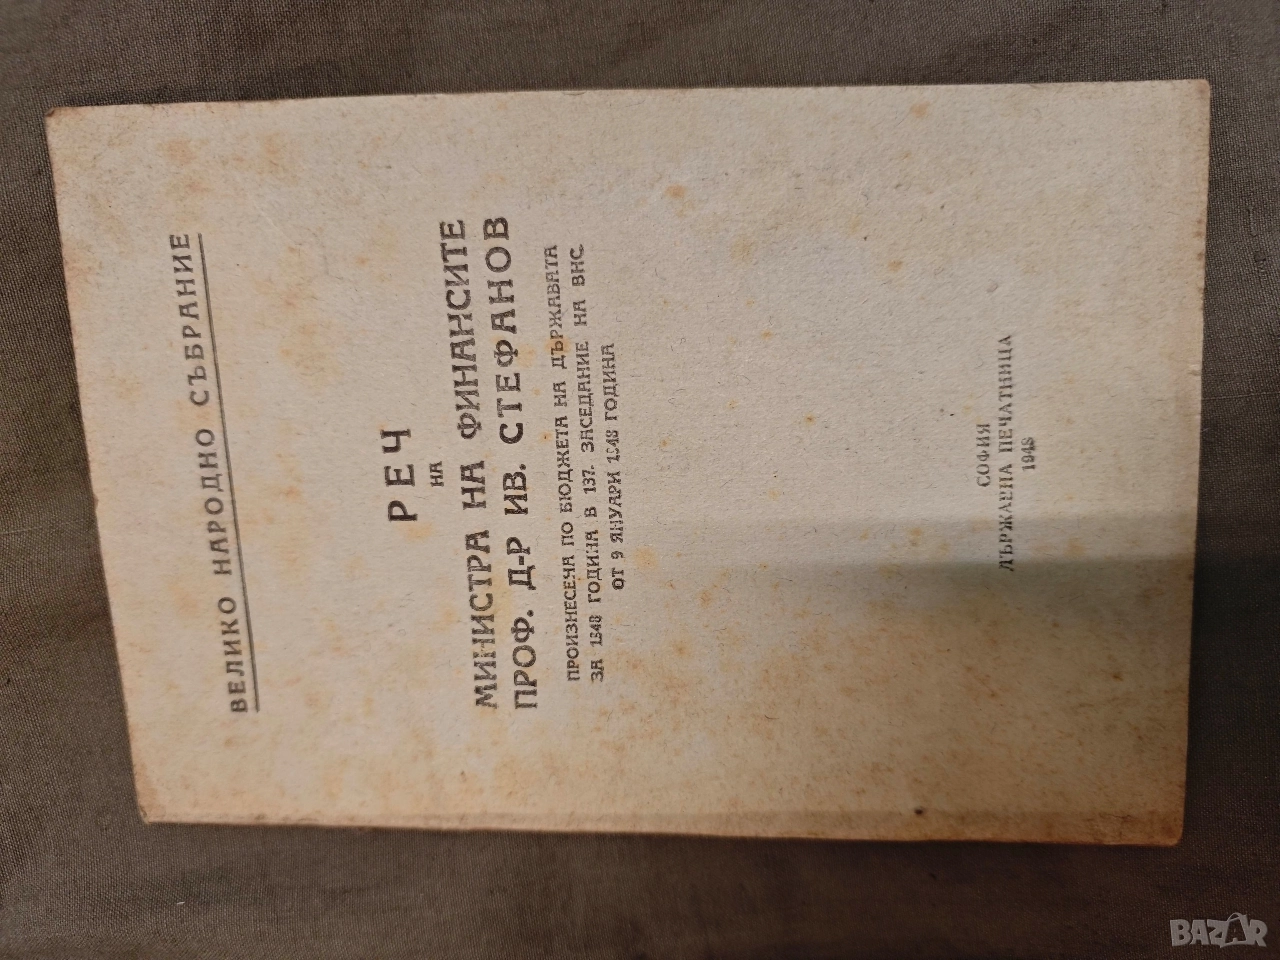 ВЕЛИКО НАРОДНО СЪБРАНИЕ
РЕЧ
НА
МИНИСТРА НА ФИНАНСИТЕ
ПРОФ. Д-Р ИВ. СТЕФАНОВ
ПРОИЗНЕСЕНА ПО БЮДЖЕТА НА ДЪРЖАВАТА
ЗА 1948 ГОДИНА В 137. ЗАСЕДАНИЕ НА ВНС.
ОТ 9 ЯНУАРИ 1948 ГОДИНА
СОФИЯ
ДЪРЖАВНА ПЕЧАТНИЦА
1948
BAZAR